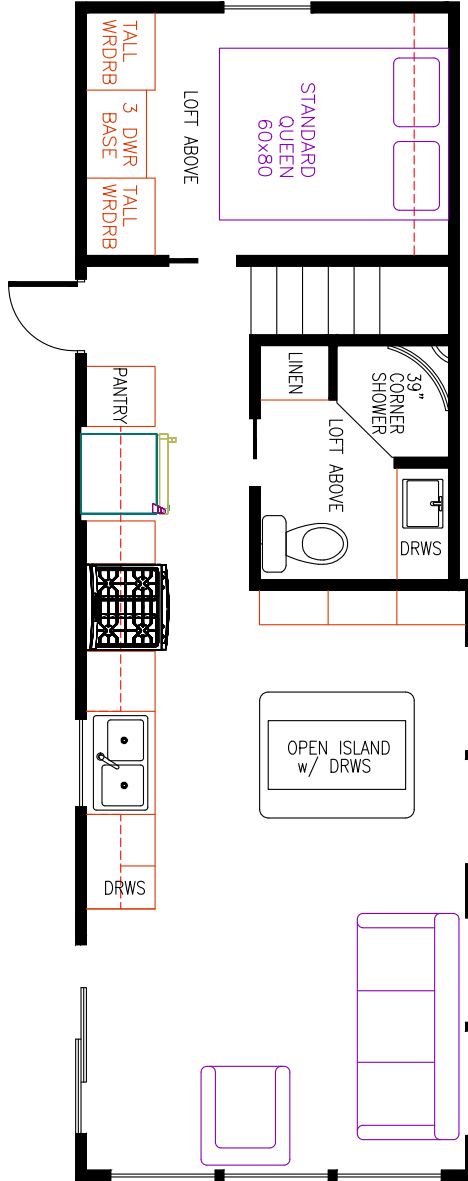 TALL
WRDRB
3 DWR
BASE
TALL
WRDRB
LOFT ABOVE
STANDARD
QUEEN
60x80
PANTRY
LINEN
39"
CORNER
SHOWER
LOFT ABOVE
DRWS
OPEN ISLAND
w/ DRWS
DRWS